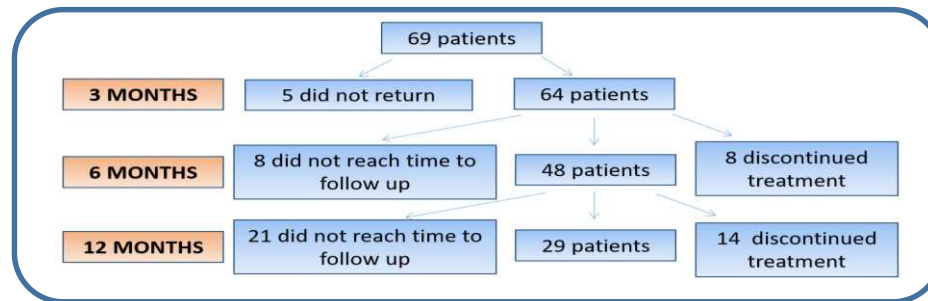 69 patients
3 MONTHS
5 did not return
64 patients
6 MONTHS
8 did not reach time to
follow up
48 patients
8 discontinued
treatment
12 MONTHS
21 did not reach time to
follow up
29 patients
14 discontinued
treatment